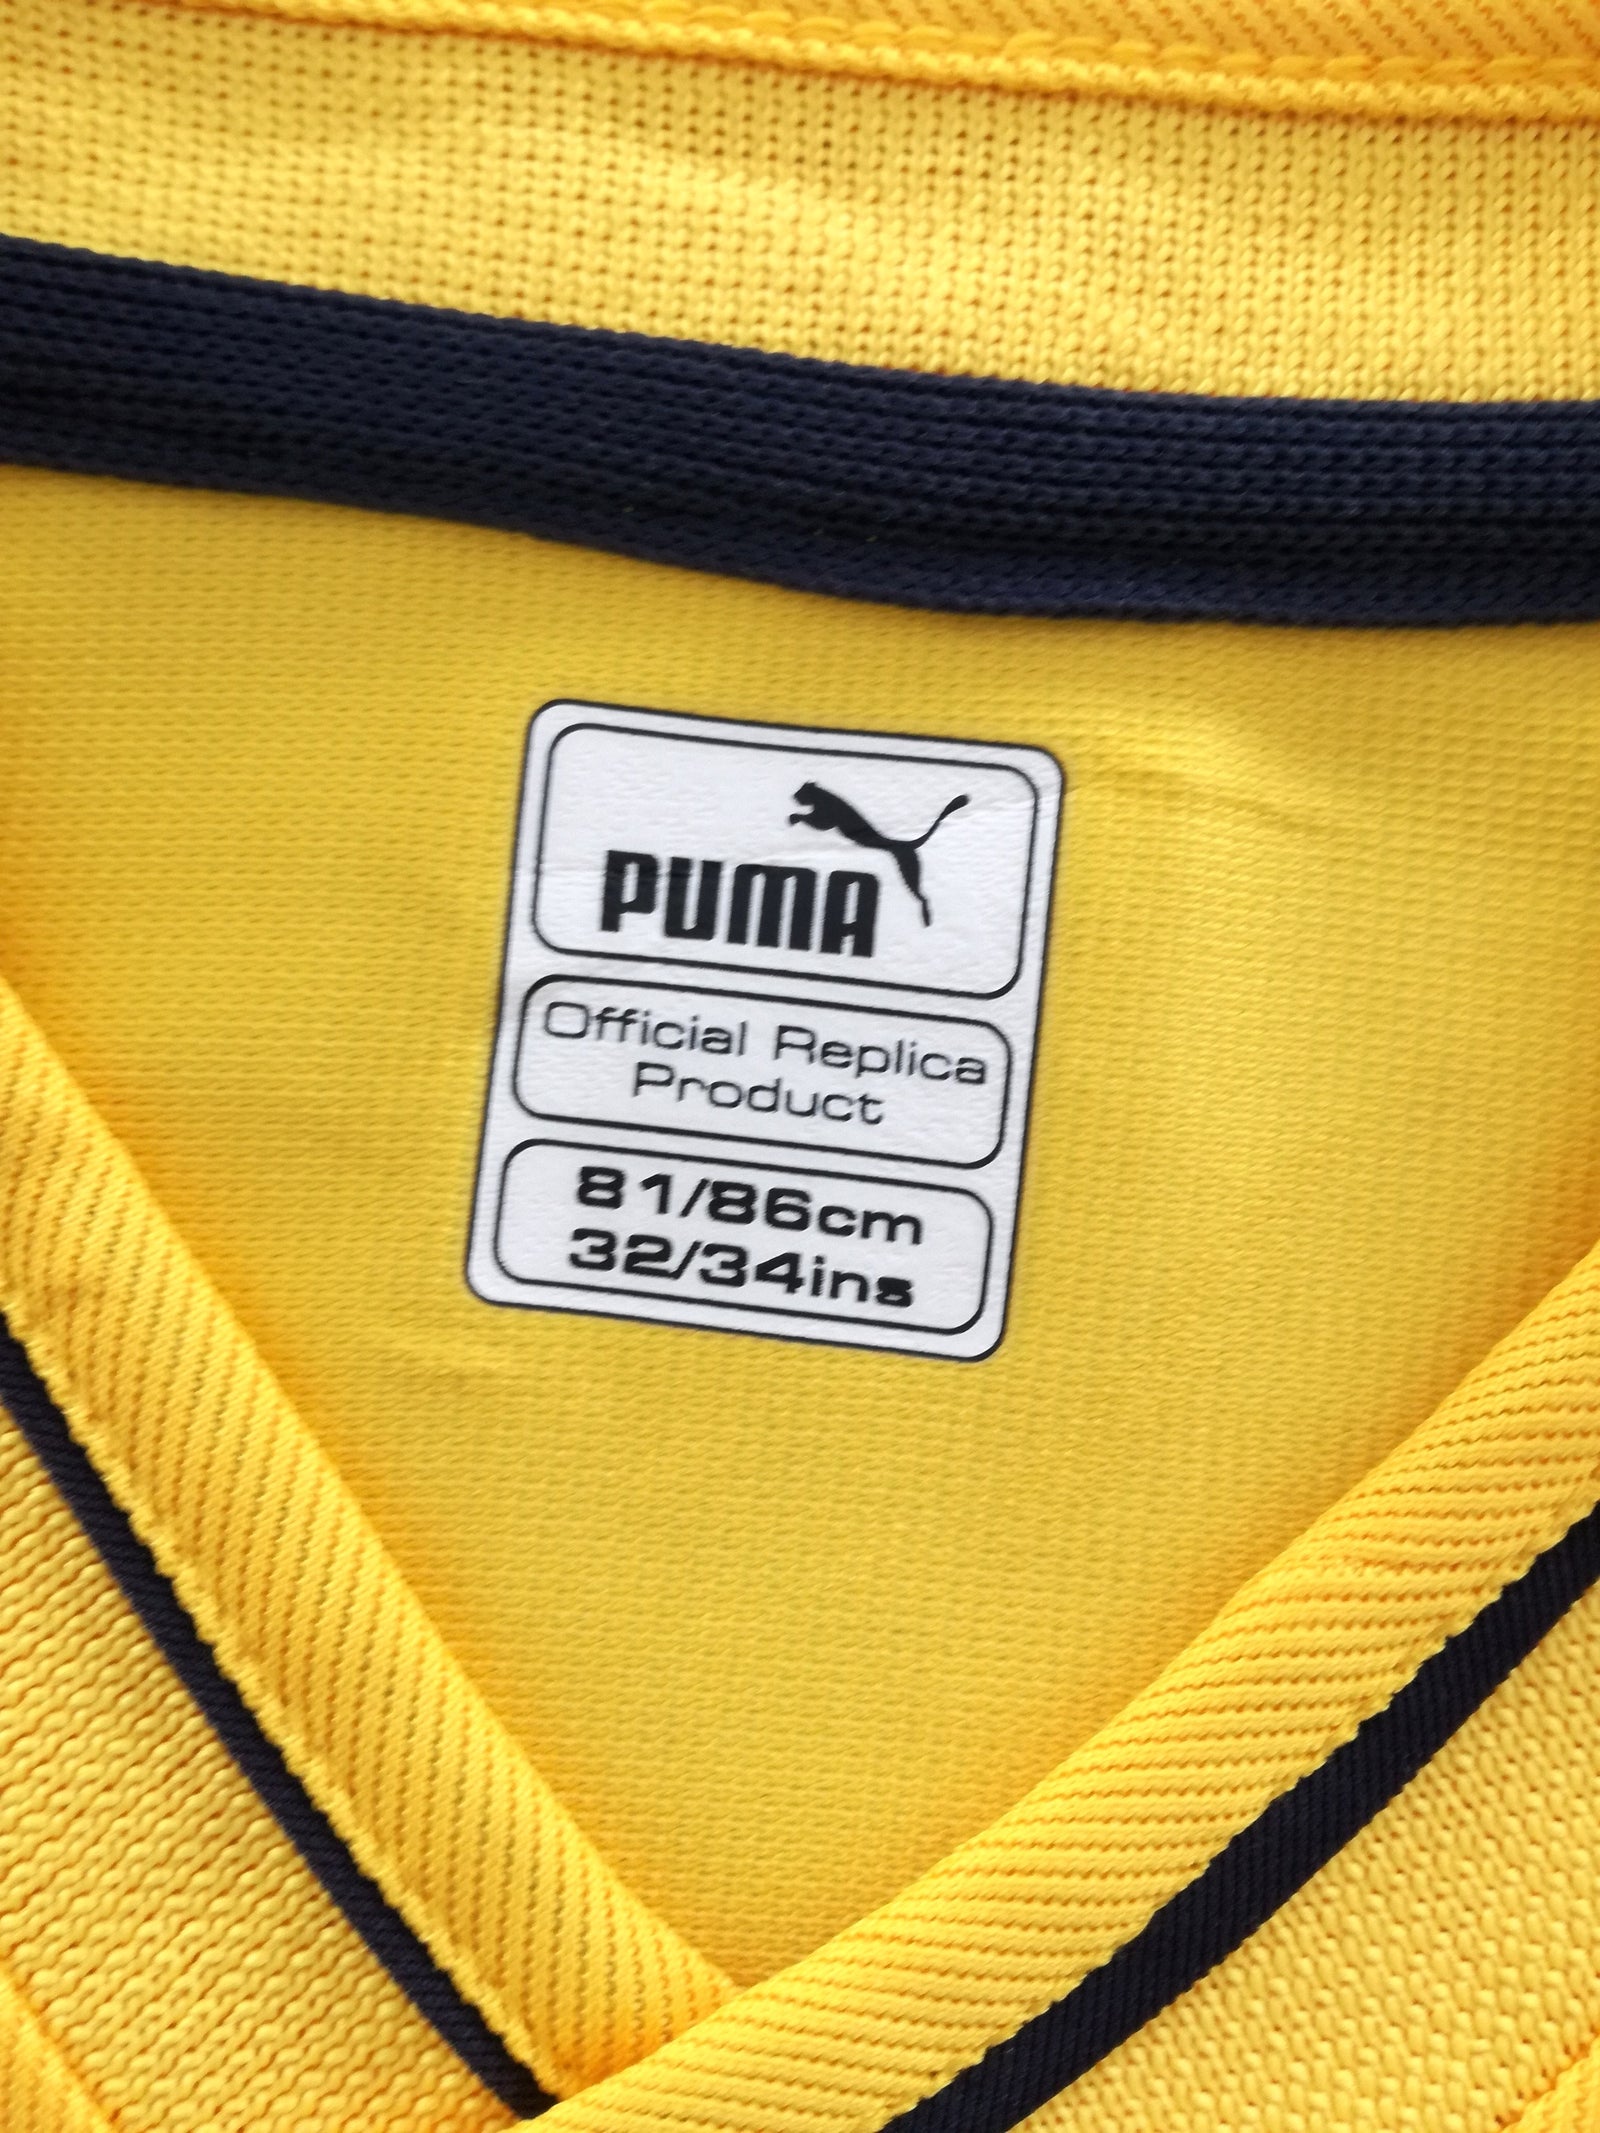 PUMA
Official Replica
Product
81/86cm
32/34ins